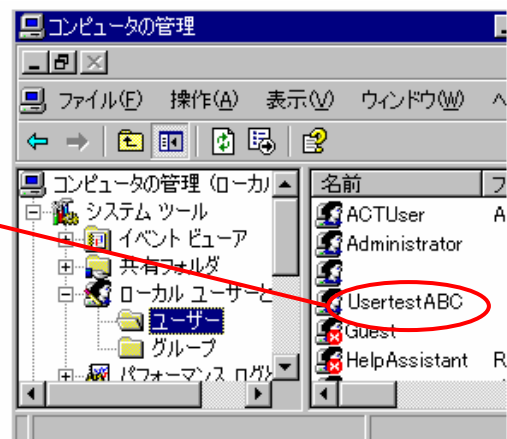 コンピュータの管理
ファイル(F) 操作(A) 表示(V) ウィンドウ(W)
コンピュータの管理 (ローカル
システム ツール
イベント ビューア
共有フォルダ
ローカル ユーザーと
ユーザー
グループ
パフォーマンス ログと
名前
ACTUser
Administrator
UsertestABC
Guest
HelpAssistant